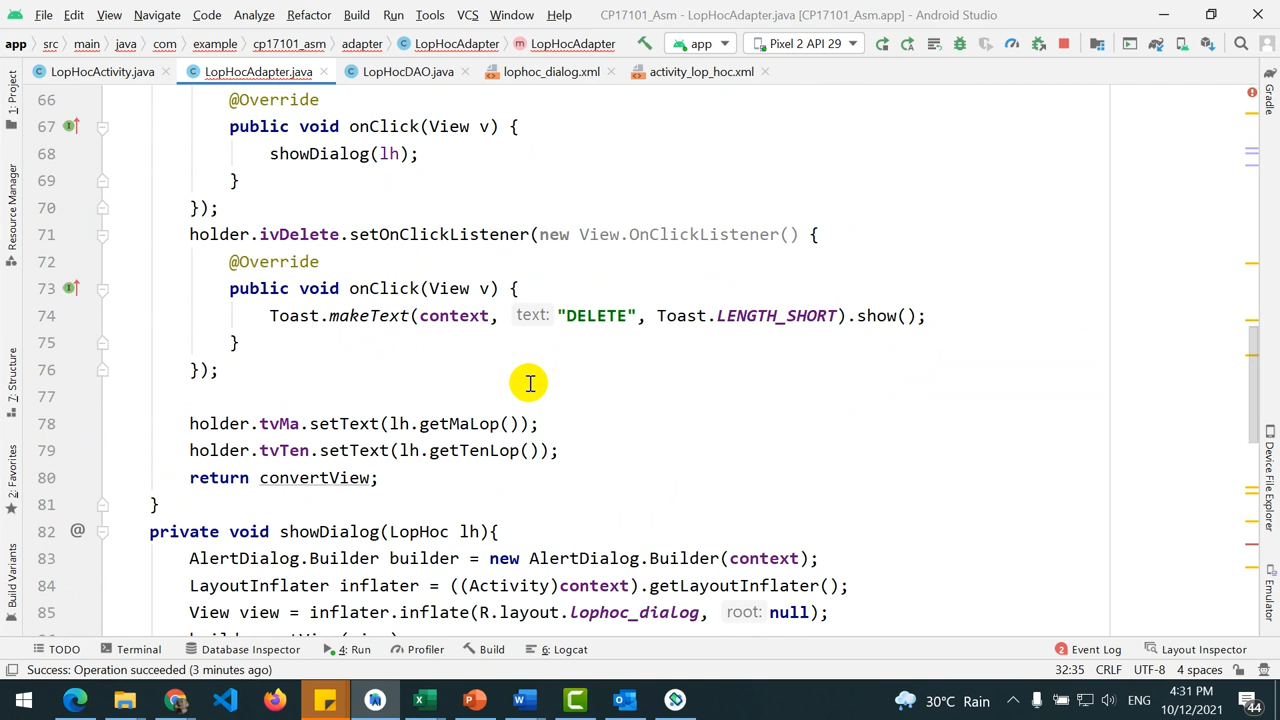 File Edit View Navigate Code Analyze Refactor Build Run Tools VCS Window Help CP17101_Asm - LopHocAdapter.java [CP17101_Asm.app] - Android Studio
app src main java com example cp17101_asm adapter LopHocAdapter LopHocAdapter app Pixel 2 API 29
LopHocActivity.java LopHocAdapter.java LopHocDAO.java lophoc_dialog.xml activity_lop_hoc.xml
1: Project
Resource Manager
7: Structure
2: Favorites
Build Variants
66 @Override
67 public void onClick(View v) {
68 showDialog(lh);
69 }
70 });
71 holder.ivDelete.setOnClickListener(new View.OnClickListener() {
72 @Override
73 public void onClick(View v) {
74 Toast.makeText(context, text: "DELETE", Toast.LENGTH_SHORT).show();
75 }
76 });
77
78 holder.tvMa.setText(lh.getMaLop());
79 holder.tvTen.setText(lh.getTenLop());
80 return convertView;
81 }
82 private void showDialog(LopHoc lh){
83 AlertDialog.Builder builder = new AlertDialog.Builder(context);
84 LayoutInflater inflater = ((Activity)context).getLayoutInflater();
85 View view = inflater.inflate(R.layout.lophoc_dialog, root: null);
Gradle
Device File Explorer
Emulator
TODO Terminal Database Inspector 4: Run Profiler Build 6: Logcat 2 Event Log Layout Inspector
Success: Operation succeeded (3 minutes ago) 32:35 CRLF UTF-8 4 spaces
30°C Rain ENG 4:31 PM
10/12/2021 44